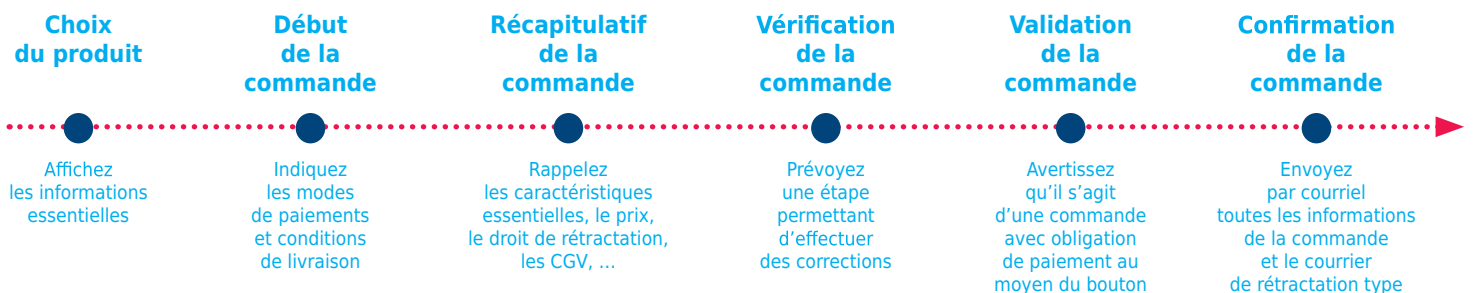 Choix
du produit
Début
de la
commande
Récapitulatif
de la
commande
Vérification
de la
commande
Validation
de la
commande
Confirmation
de la
commande
Affichez
les informations
essentielles
Indiquez
les modes
de paiements
et conditions
de livraison
Rappelez
les caractéristiques
essentielles, le prix,
le droit de rétractation,
les CGV, ...
Prévoyez
une étape
permettant
d’effectuer
des corrections
Avertissez
qu’il s’agit
d’une commande
avec obligation
de paiement au
moyen du bouton
Envoyez
par courriel
toutes les informations
de la commande
et le courrier
de rétractation type